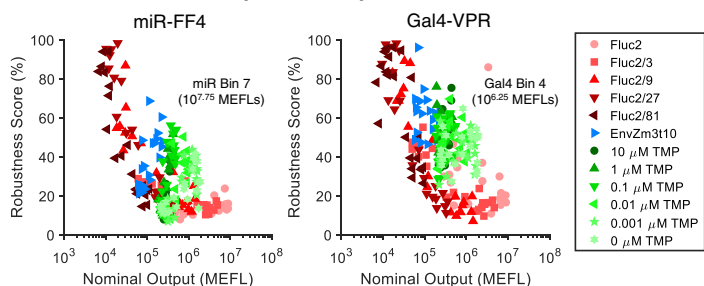 miR-FF4
Gal4-VPR
Robustness Score (%)
100
80
60
40
20
0
10^3
10^4
10^5
10^6
10^7
10^8
Nominal Output (MEFL)
miR Bin 7
(10^7.75 MEFLs)
Robustness Score (%)
100
80
60
40
20
0
10^3
10^4
10^5
10^6
10^7
10^8
Nominal Output (MEFL)
Gal4 Bin 4
(10^6.25 MEFLs)
Fluc2
Fluc2/3
Fluc2/9
Fluc2/27
Fluc2/81
EnvZm3t10
10 μM TMP
1 μM TMP
0.1 μM TMP
0.01 μM TMP
0.001 μM TMP
0 μM TMP